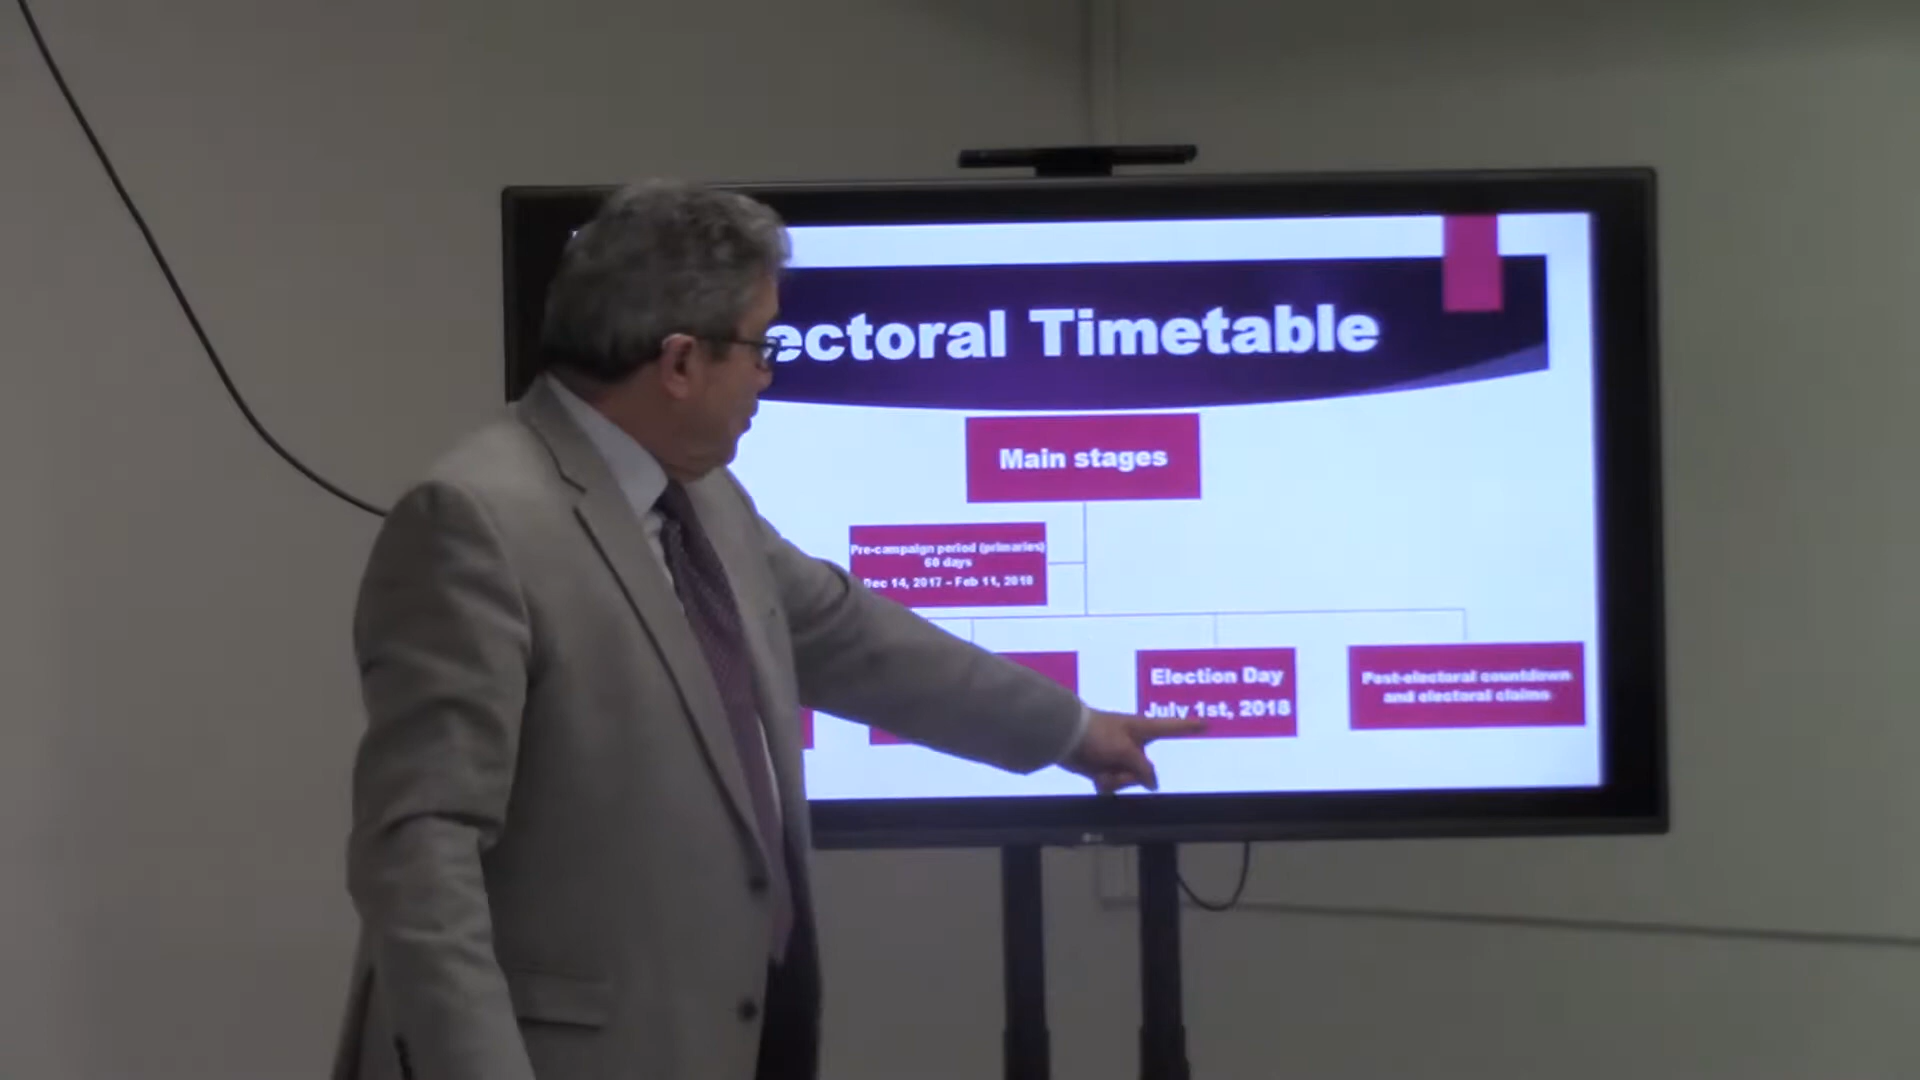 ectoral Timetable
Main stages
Pre-campaign period (primaries)
60 days
Dec 14, 2017 – Feb 11, 2018
Election Day
July 1st, 2018
Post-electoral countdown
and electoral claims
LG